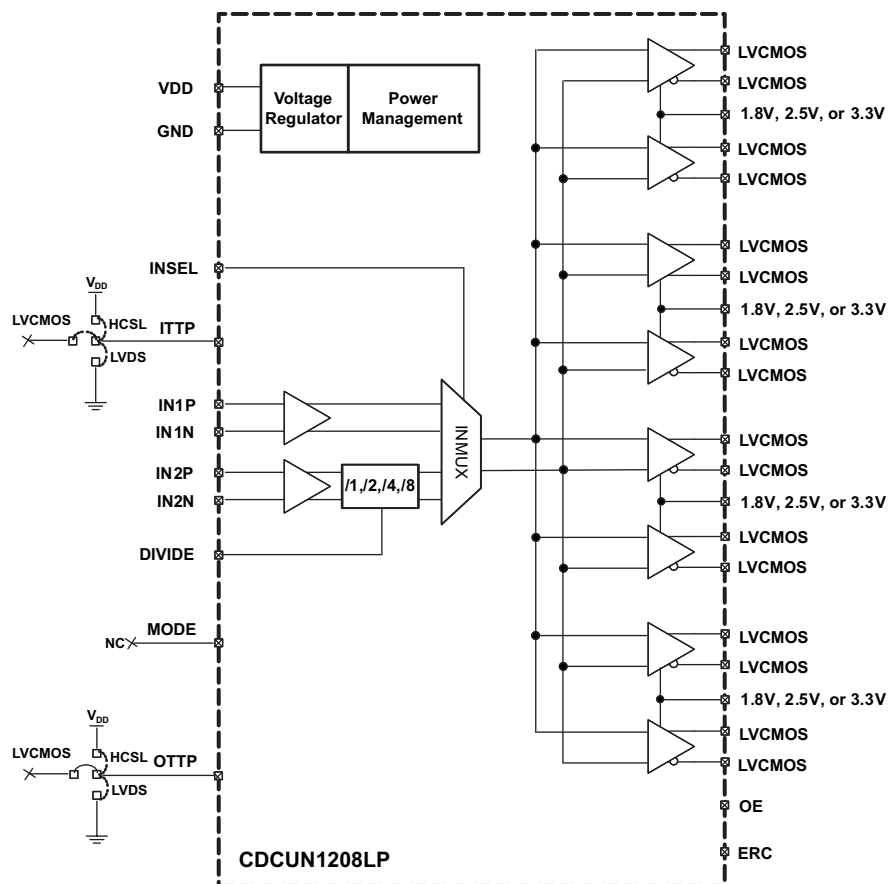 VDD
GND
Voltage
Regulator
Power
Management
INSEL
V_DD
LVCMOS
HCSL
LVDS
ITTP
IN1P
IN1N
IN2P
IN2N
/1,/2,/4,/8
INMUX
DIVIDE
NC
MODE
V_DD
LVCMOS
HCSL
LVDS
OTTP
CDCUN1208LP
LVCMOS
LVCMOS
1.8V, 2.5V, or 3.3V
LVCMOS
LVCMOS
LVCMOS
LVCMOS
1.8V, 2.5V, or 3.3V
LVCMOS
LVCMOS
LVCMOS
LVCMOS
1.8V, 2.5V, or 3.3V
LVCMOS
LVCMOS
LVCMOS
LVCMOS
1.8V, 2.5V, or 3.3V
LVCMOS
LVCMOS
OE
ERC